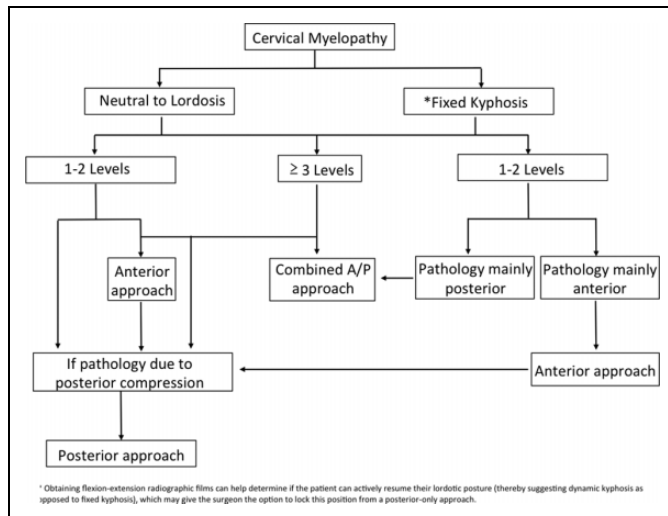 Cervical Myelopathy
Neutral to Lordosis
*Fixed Kyphosis
1-2 Levels
≥ 3 Levels
1-2 Levels
Anterior
approach
Combined A/P
approach
Pathology mainly
posterior
Pathology mainly
anterior
If pathology due to
posterior compression
Anterior approach
Posterior approach
* Obtaining flexion-extension radiographic films can help determine if the patient can actively resume their lordotic posture (thereby suggesting dynamic kyphosis as
opposed to fixed kyphosis), which may give the surgeon the option to lock this position from a posterior-only approach.